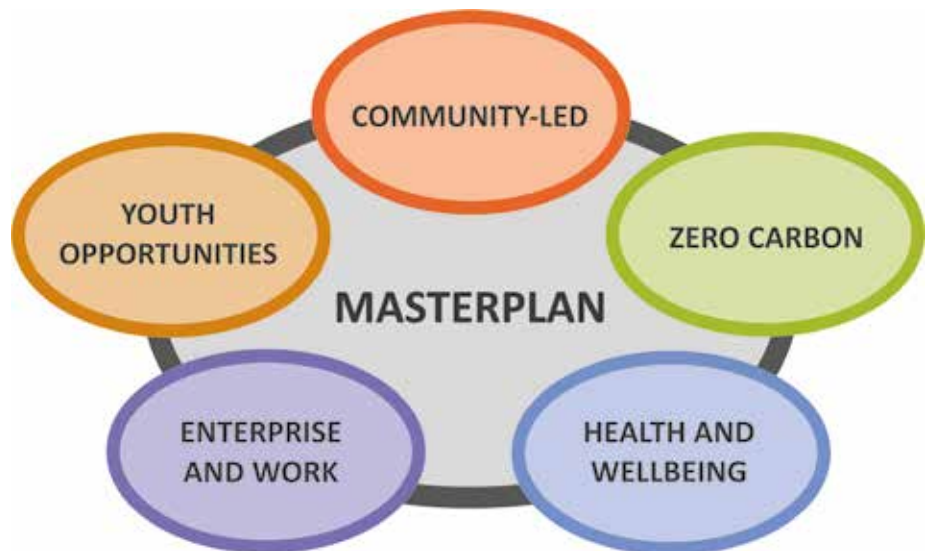 COMMUNITY-LED
YOUTH
OPPORTUNITIES
ZERO CARBON
MASTERPLAN
ENTERPRISE
AND WORK
HEALTH AND
WELLBEING